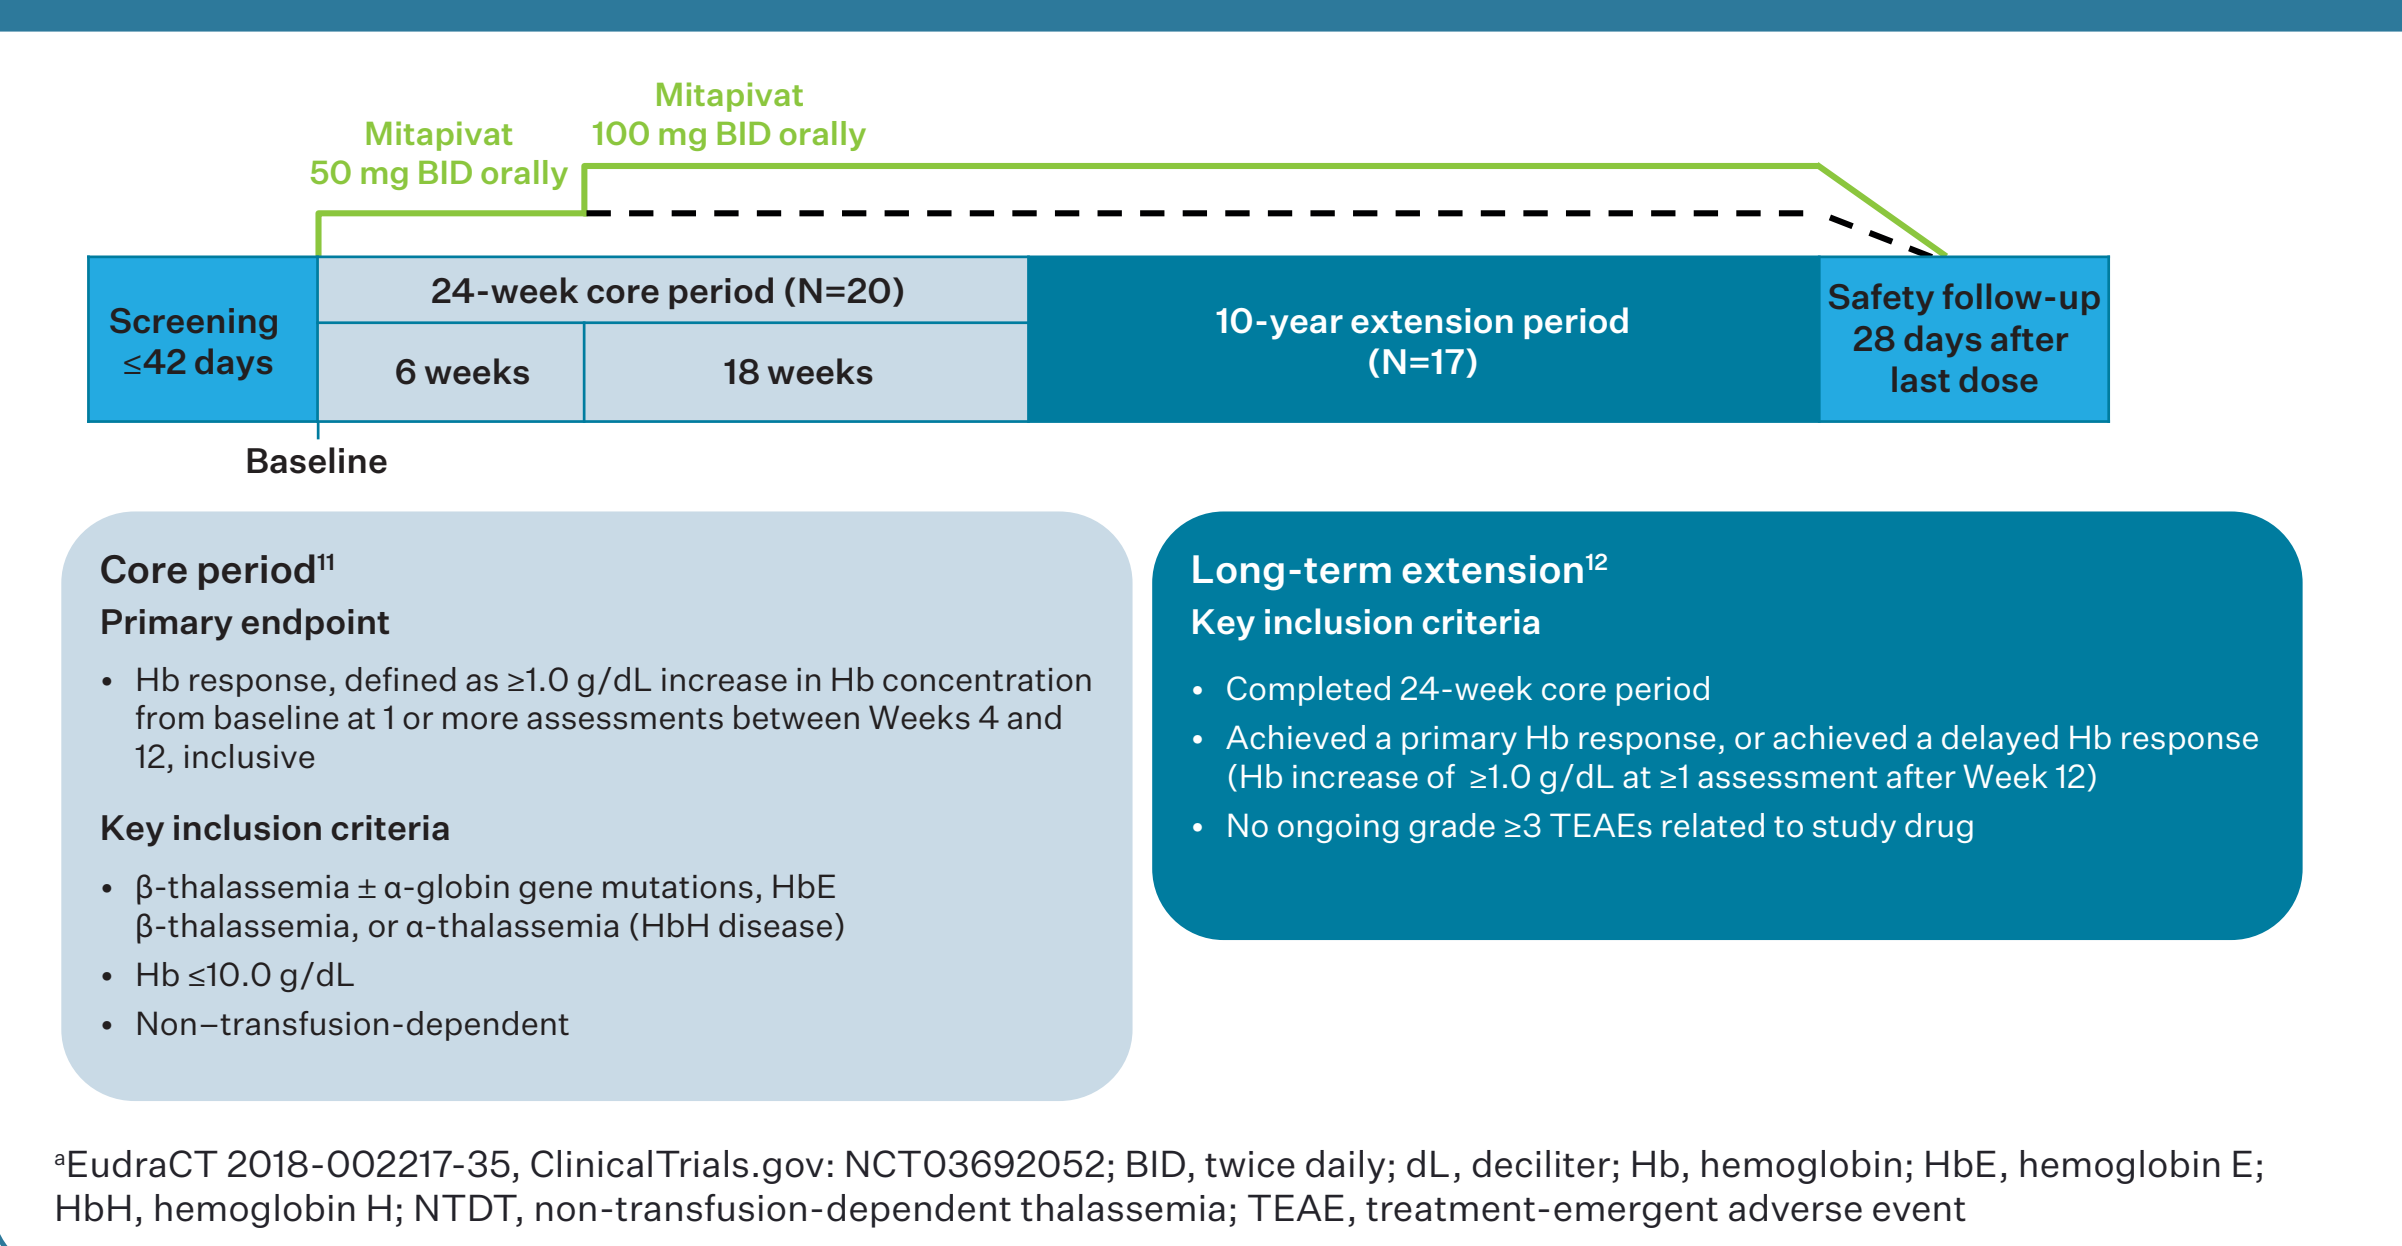 Mitapivat
50 mg BID orally
Mitapivat
100 mg BID orally
Screening
≤42 days
24-week core period (N=20)
6 weeks
18 weeks
10-year extension period
(N=17)
Safety follow-up
28 days after
last dose
Baseline
Core period¹¹
Primary endpoint
• Hb response, defined as ≥1.0 g/dL increase in Hb concentration
from baseline at 1 or more assessments between Weeks 4 and
12, inclusive
Key inclusion criteria
• β-thalassemia ± α-globin gene mutations, HbE
β-thalassemia, or α-thalassemia (HbH disease)
• Hb ≤10.0 g/dL
• Non–transfusion-dependent
Long-term extension¹²
Key inclusion criteria
• Completed 24-week core period
• Achieved a primary Hb response, or achieved a delayed Hb response
(Hb increase of ≥1.0 g/dL at ≥1 assessment after Week 12)
• No ongoing grade ≥3 TEAEs related to study drug
ᵃEudraCT 2018-002217-35, ClinicalTrials.gov: NCT03692052; BID, twice daily; dL, deciliter; Hb, hemoglobin; HbE, hemoglobin E;
HbH, hemoglobin H; NTDT, non-transfusion-dependent thalassemia; TEAE, treatment-emergent adverse event